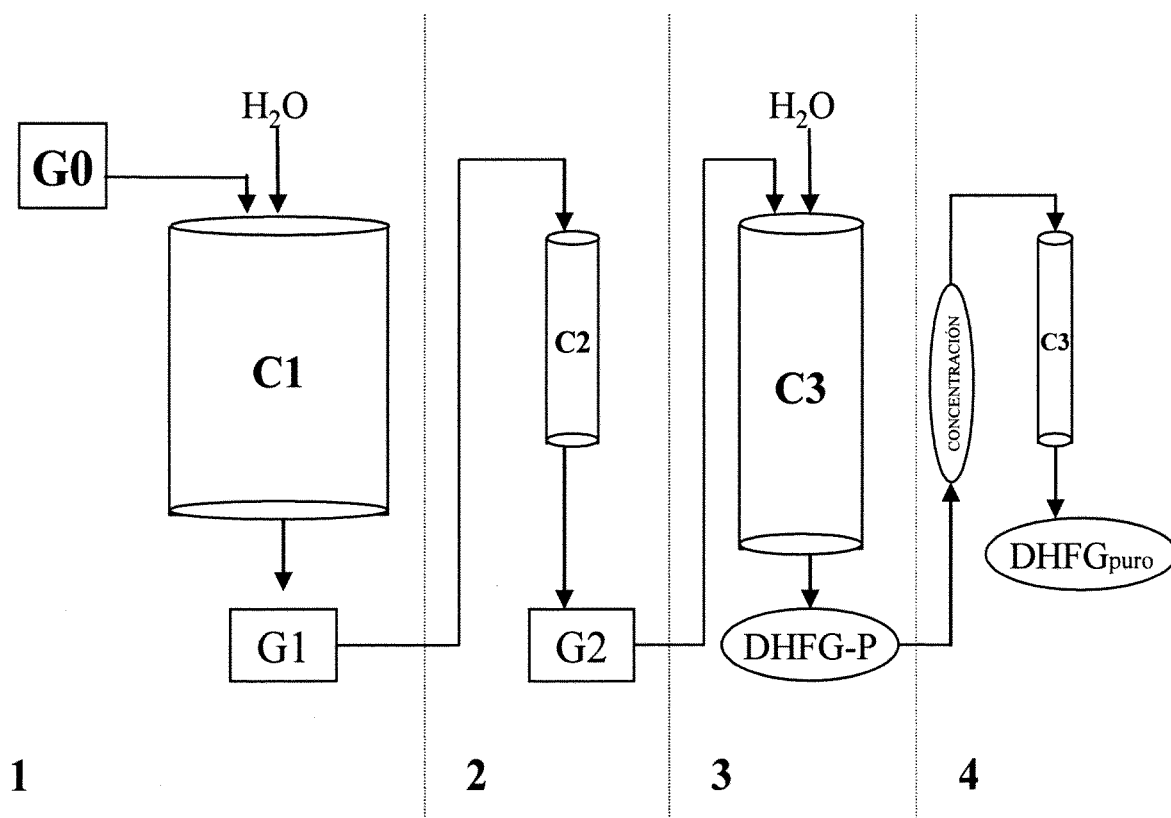 H₂O
G0
C1
G1
C2
G2
H₂O
C3
DHFG-P
CONCENTRACIÓN
C3
DHFGpuro
1
2
3
4